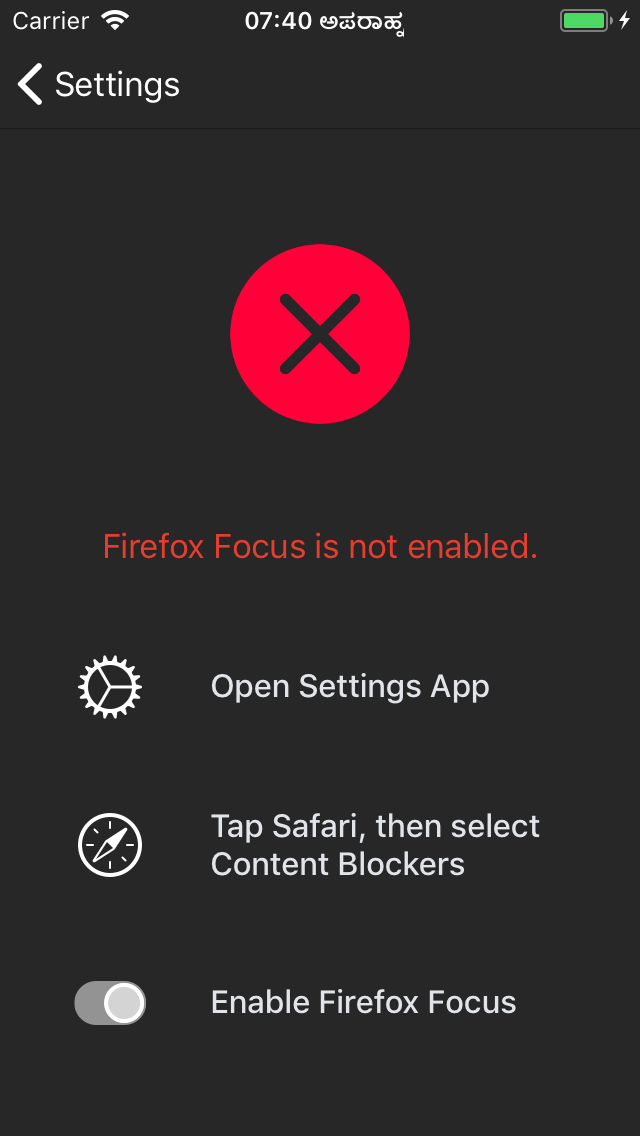 Carrier 07:40 ಅಪರಾಹ್ನ
Settings
Firefox Focus is not enabled.
Open Settings App
Tap Safari, then select
Content Blockers
Enable Firefox Focus